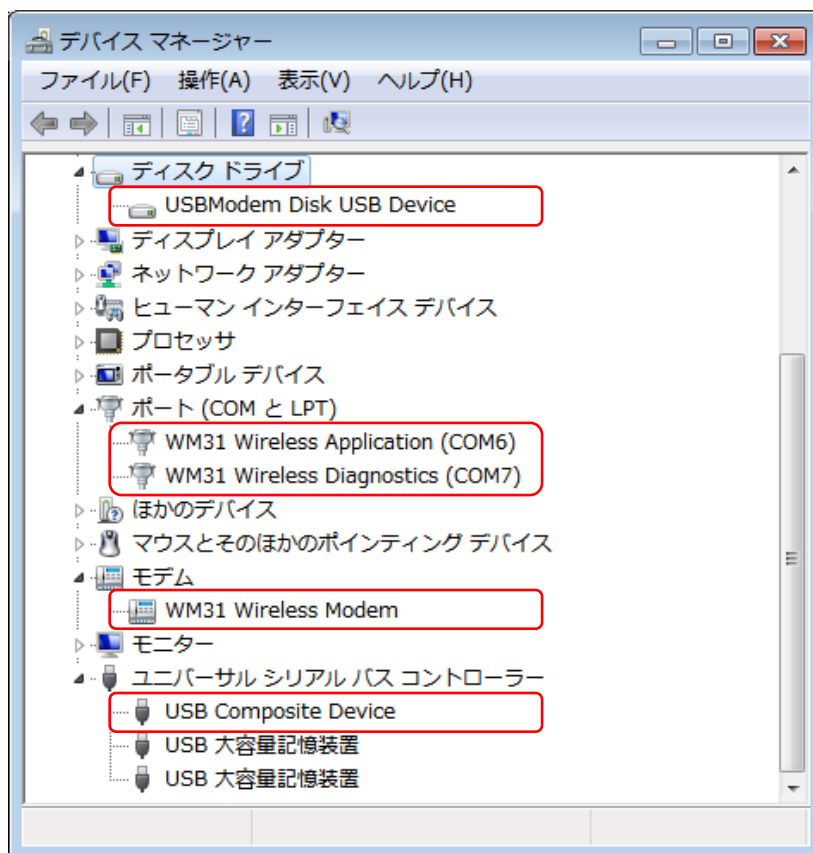 デバイス マネージャー
ファイル(F) 操作(A) 表示(V) ヘルプ(H)
ディスク ドライブ
USBModem Disk USB Device
ディスプレイ アダプター
ネットワーク アダプター
ヒューマン インターフェイス デバイス
プロセッサ
ポータブル デバイス
ポート (COM と LPT)
WM31 Wireless Application (COM6)
WM31 Wireless Diagnostics (COM7)
ほかのデバイス
マウスとそのほかのポインティング デバイス
モデム
WM31 Wireless Modem
モニター
ユニバーサル シリアル バス コントローラー
USB Composite Device
USB 大容量記憶装置
USB 大容量記憶装置